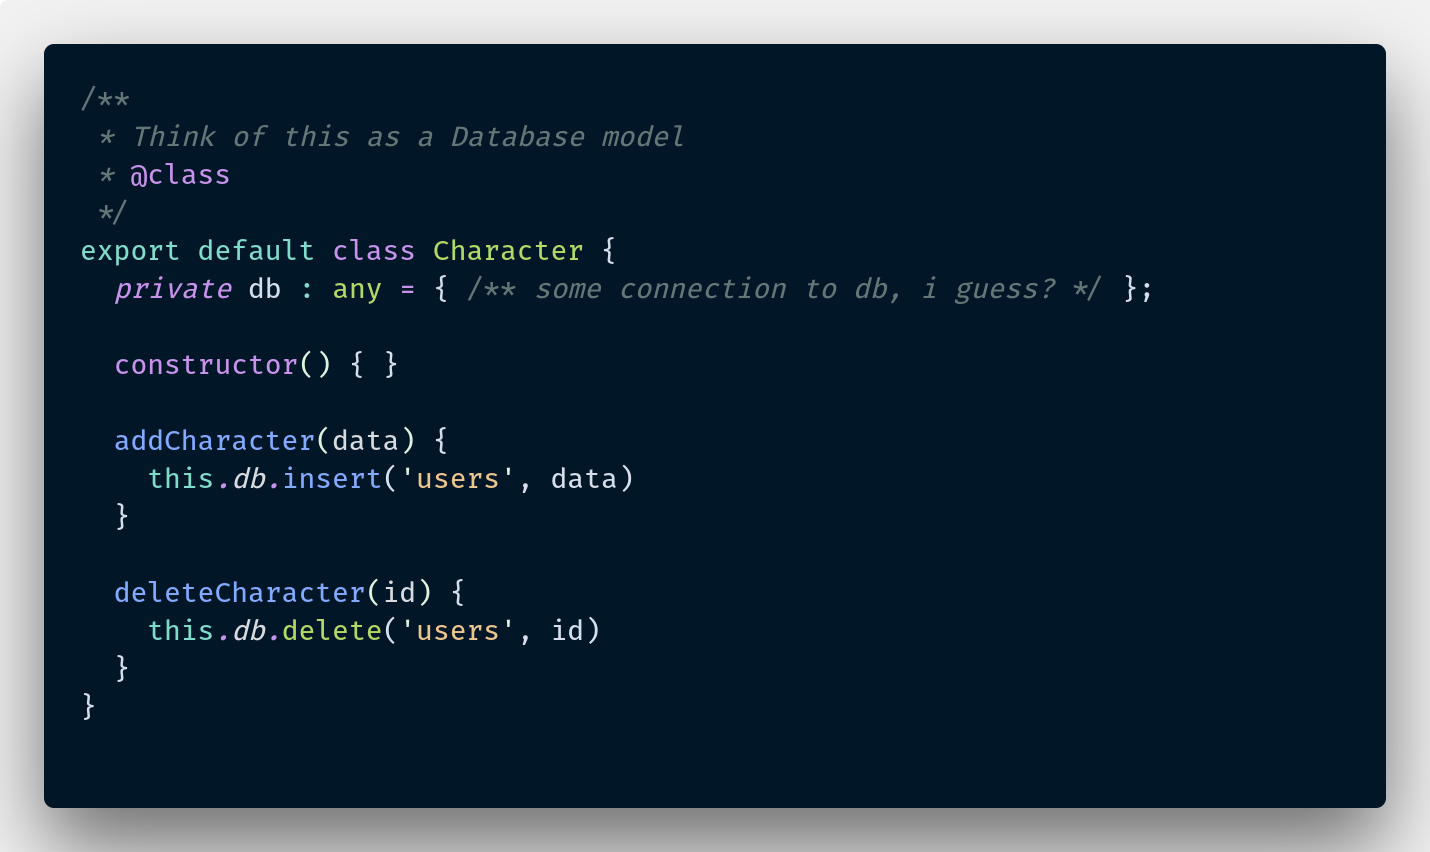 /**
 * Think of this as a Database model
 * @class
 */
export default class Character {
  private db : any = { /** some connection to db, i guess? */ };

  constructor() { }

  addCharacter(data) {
    this.db.insert('users', data)
  }

  deleteCharacter(id) {
    this.db.delete('users', id)
  }
}